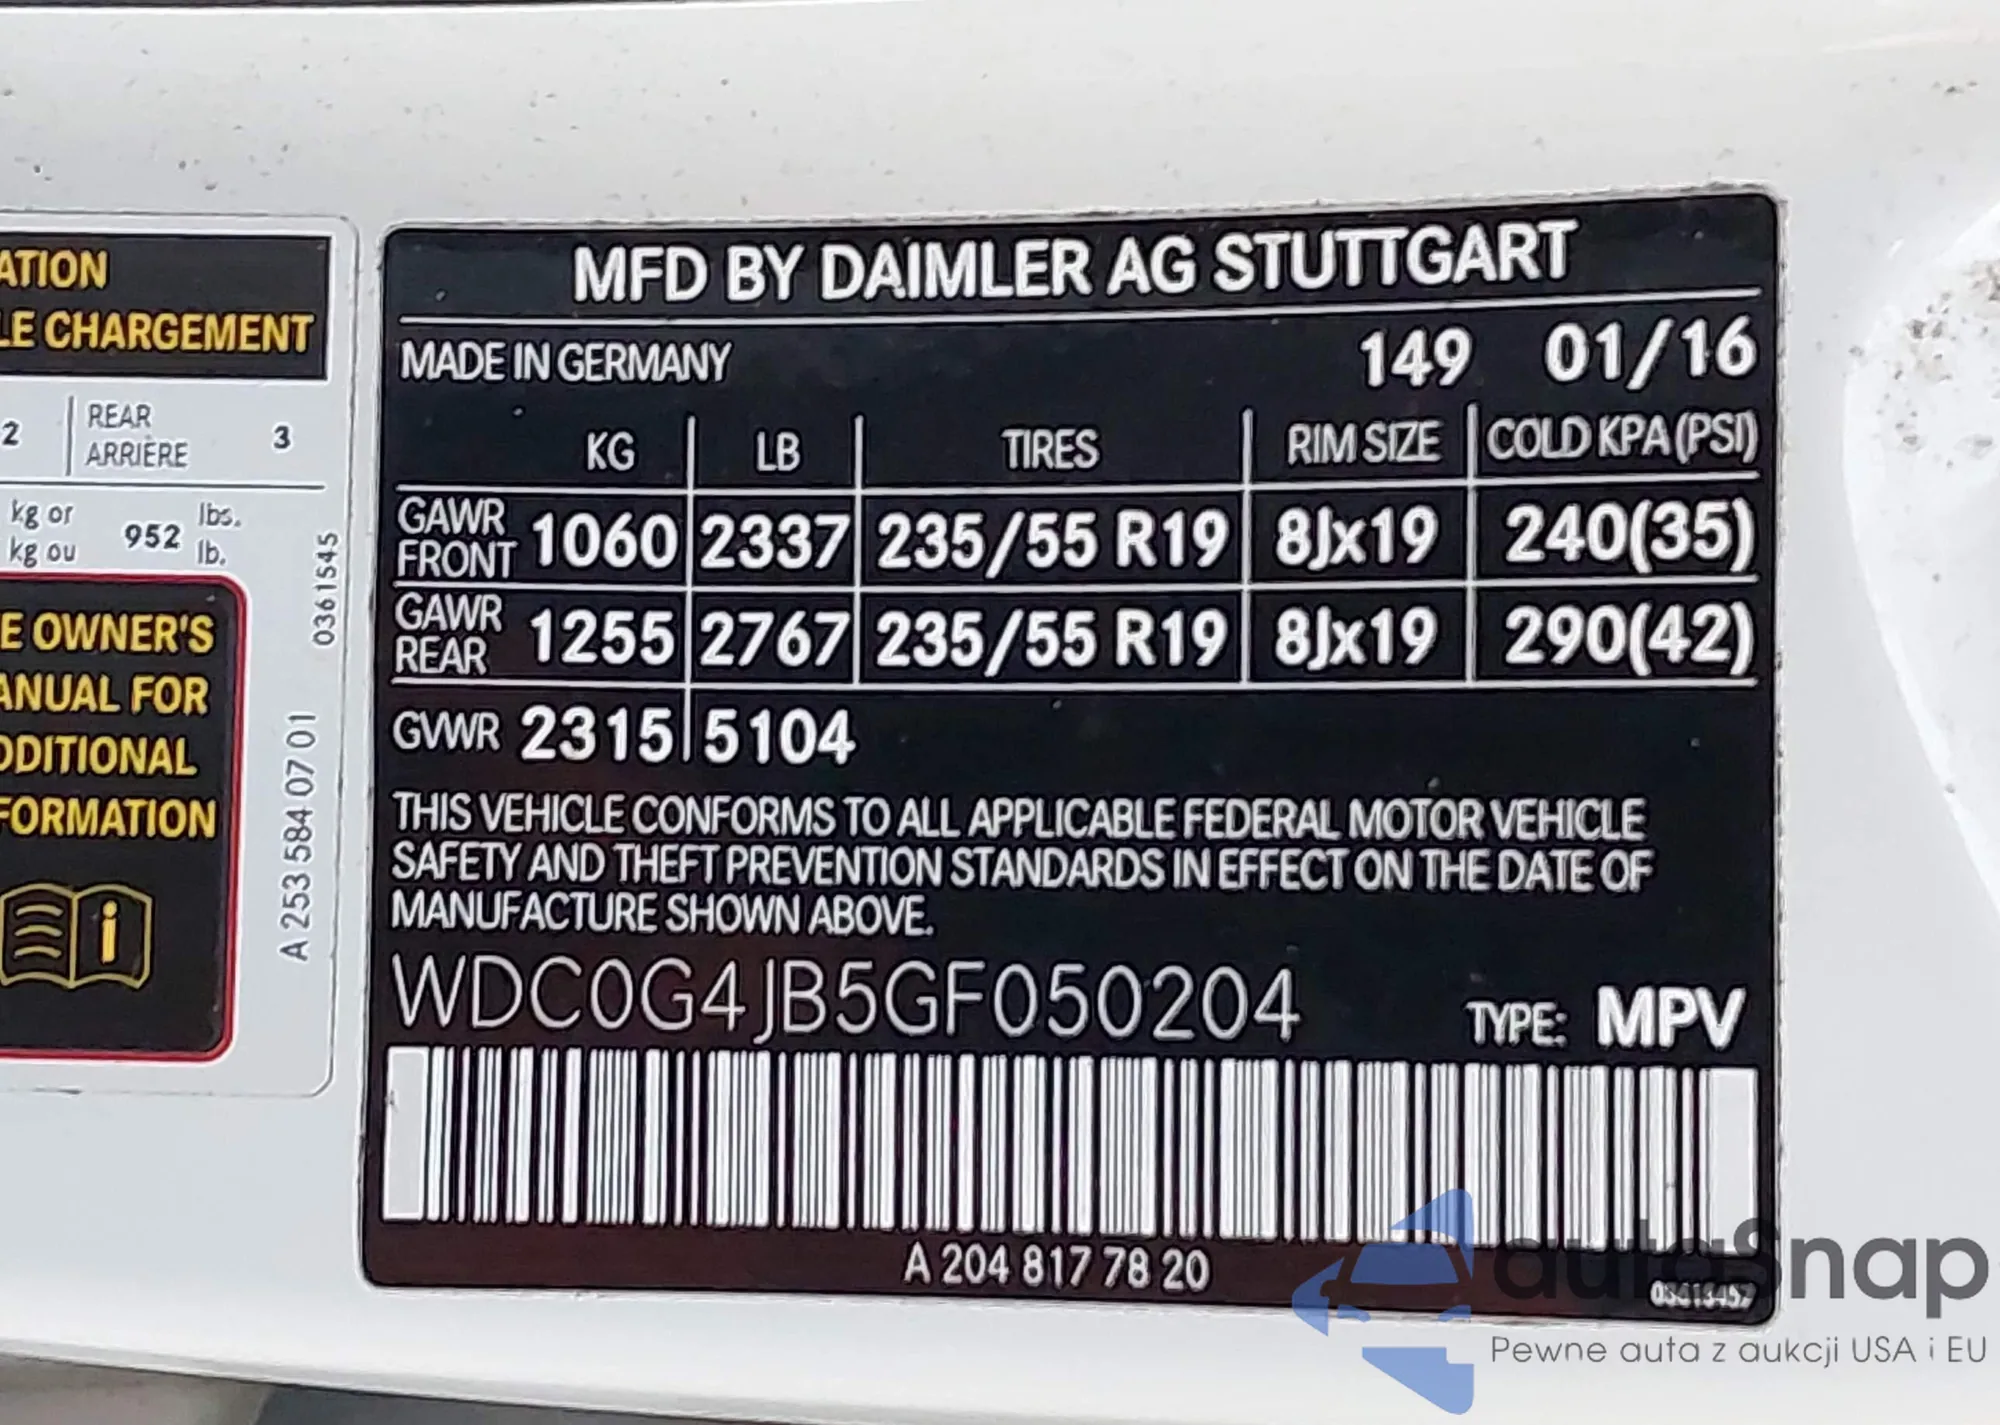 ATION
LE CHARGEMENT
2 REAR
ARRIÈRE 3
kg or
kg ou 952 lbs.
lb.
0361545
E OWNER'S
ANUAL FOR
DDITIONAL
FORMATION
A 253 584 07 01
MFD BY DAIMLER AG STUTTGART
MADE IN GERMANY 149 01/16
KG LB TIRES RIM SIZE COLD KPA(PSI)
GAWR
FRONT 1060 2337 235/55 R19 8Jx19 240(35)
GAWR
REAR 1255 2767 235/55 R19 8Jx19 290(42)
GVWR 2315 5104
THIS VEHICLE CONFORMS TO ALL APPLICABLE FEDERAL MOTOR VEHICLE
SAFETY AND THEFT PREVENTION STANDARDS IN EFFECT ON THE DATE OF
MANUFACTURE SHOWN ABOVE.
WDC0G4JB5GF050204 TYPE: MPV
A 204 817 78 20
autoSnap
Pewne auta z aukcji USA i EU